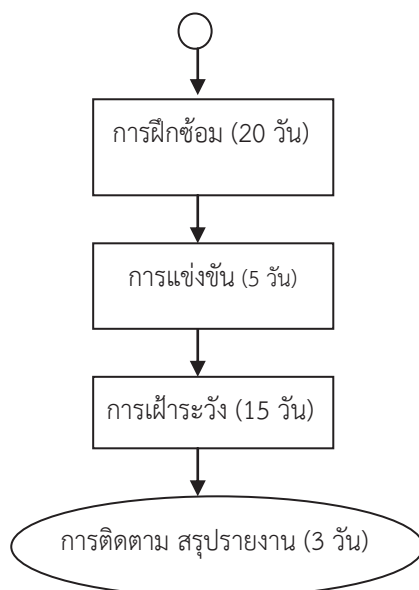 การฝึกซ้อม (20 วัน)
การแข่งขัน (5 วัน)
การเฝ้าระวัง (15 วัน)
การติดตาม สรุปรายงาน (3 วัน)